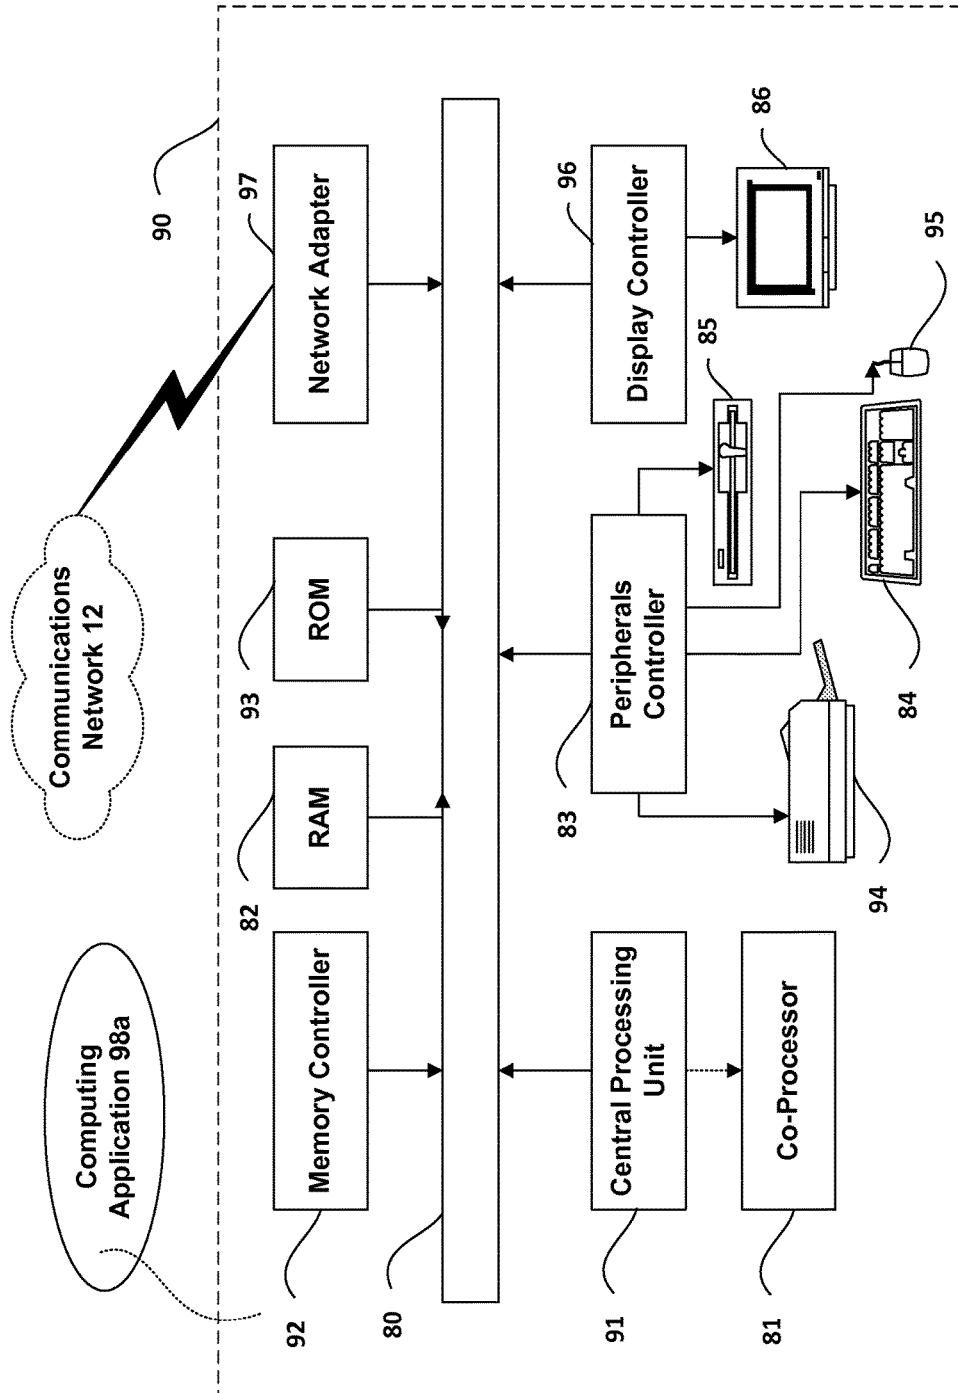 Computing
Application 98a
Communications
Network 12
90
92
Memory Controller
82
RAM
93
ROM
97
Network Adapter
80
91
Central Processing
Unit
83
Peripherals
Controller
96
Display Controller
81
Co-Processor
94
84
85
95
86